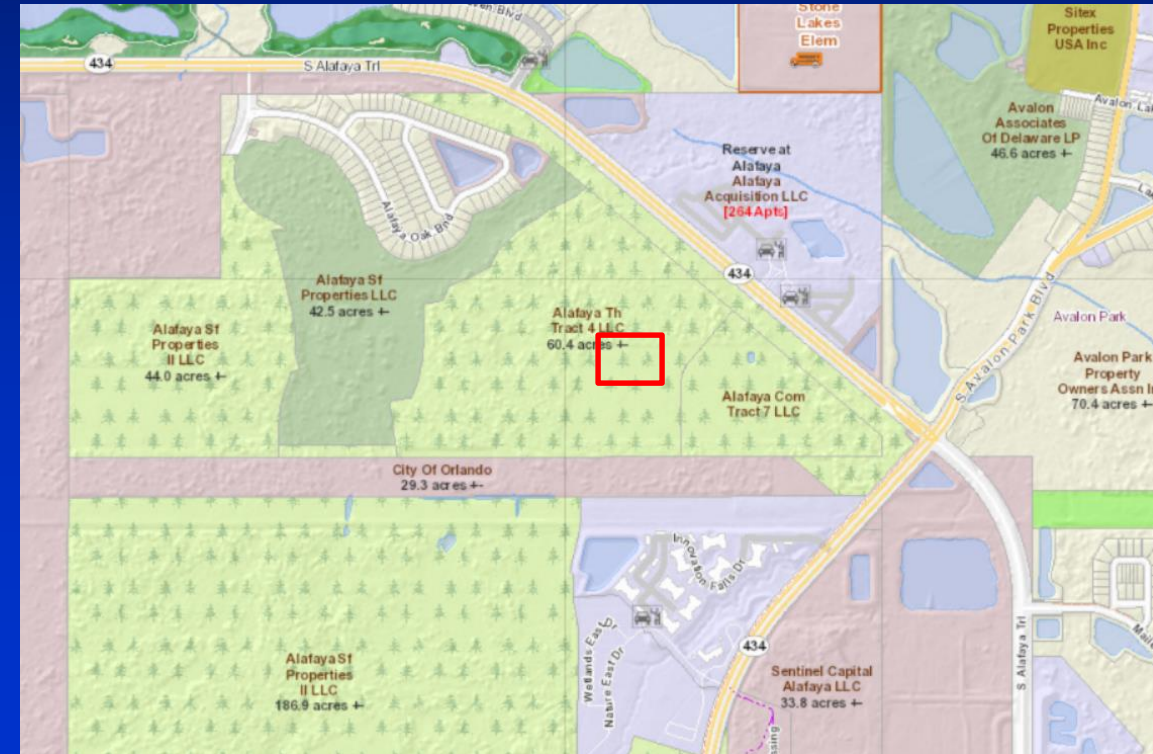 Stone
Lakes
Elem
Sitex
Properties
USA Inc
434
S Alafaya Trl
Avalon
Associates
Of Delaware LP
46.6 acres +-
Reserve at
Alafaya
Alafaya
Acquisition LLC
[264 Apts]
Alafaya Oak Blvd
434
Alafaya Sf
Properties LLC
42.5 acres +-
Alafaya Th
Tract 4 LLC
60.4 acres +-
Alafaya Sf
Properties
II LLC
44.0 acres +-
S Avalon Park Blvd
Avalon Park
Avalon Park
Property
Owners Assn
70.4 acres +-
Alafaya Com
Tract 7 LLC
City Of Orlando
29.3 acres +-
Innovation Falls Dr
Wetlands East Dr
Nature East Dr
434
S Alafaya Trl
Alafaya Sf
Properties
II LLC
186.9 acres +-
Sentinel Capital
Alafaya LLC
33.8 acres +-